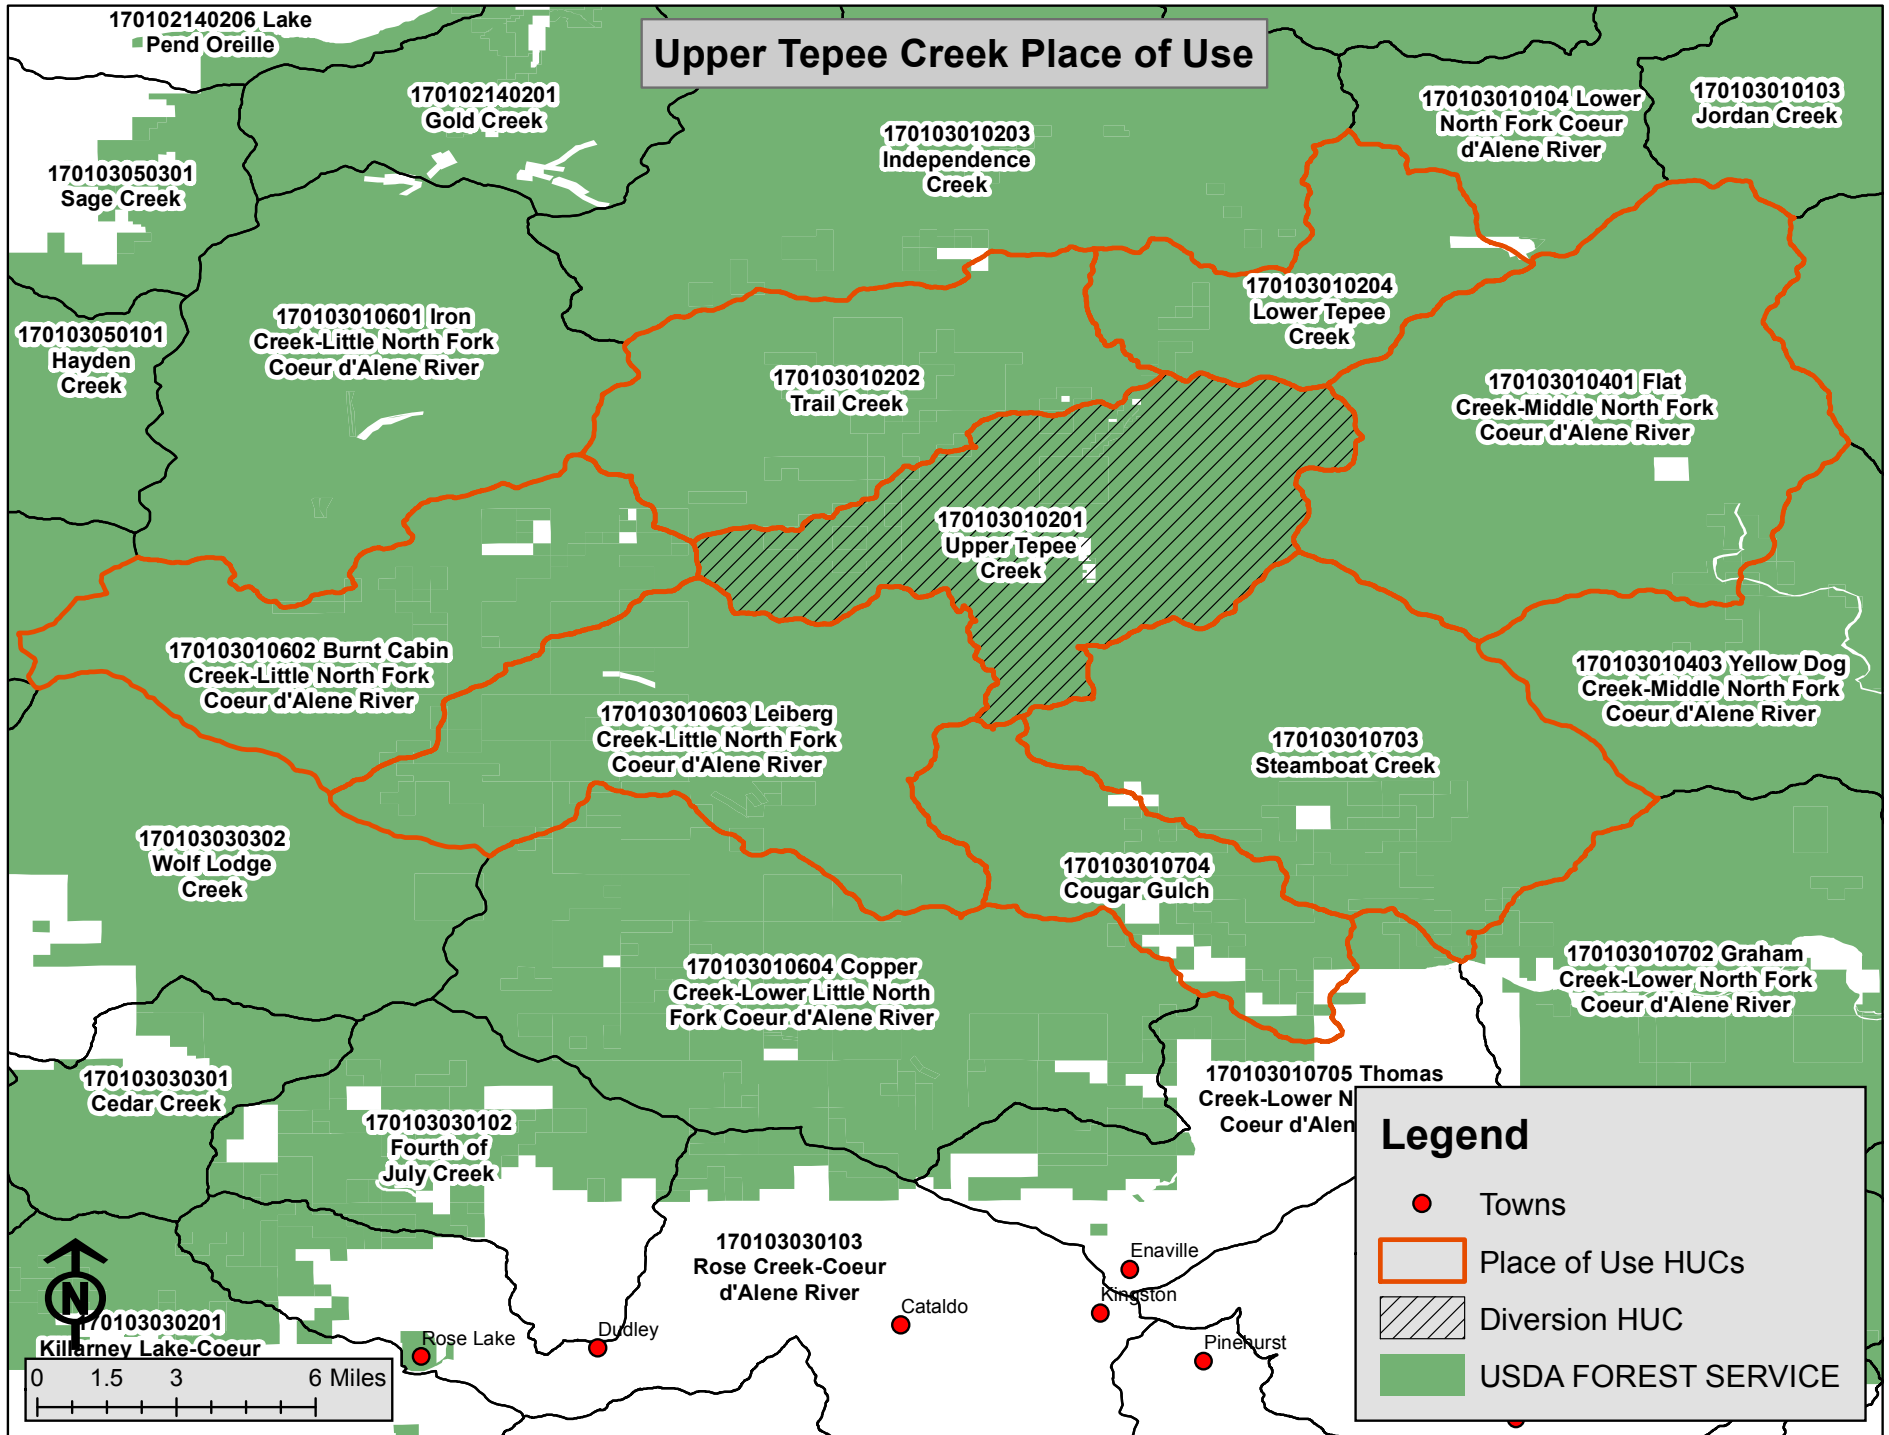 170102140206 Lake
Pend Oreille
Upper Tepee Creek Place of Use
170102140201
Gold Creek
170103010203
Independence
Creek
170103010104 Lower
North Fork Coeur
d'Alene River
170103010103
Jordan Creek
170103050301
Sage Creek
170103050101
Hayden
Creek
170103010601 Iron
Creek-Little North Fork
Coeur d'Alene River
170103010204
Lower Tepee
Creek
170103010202
Trail Creek
170103010401 Flat
Creek-Middle North Fork
Coeur d'Alene River
170103010201
Upper Tepee
Creek
170103010602 Burnt Cabin
Creek-Little North Fork
Coeur d'Alene River
170103010603 Leiberg
Creek-Little North Fork
Coeur d'Alene River
170103010703
Steamboat Creek
170103010403 Yellow Dog
Creek-Middle North Fork
Coeur d'Alene River
170103030302
Wolf Lodge
Creek
170103010704
Cougar Gulch
170103010604 Copper
Creek-Lower Little North
Fork Coeur d'Alene River
170103010702 Graham
Creek-Lower North Fork
Coeur d'Alene River
170103030301
Cedar Creek
170103030102
Fourth of
July Creek
170103010705 Thomas
Creek-Lower N
Coeur d'Alen
170103030103
Rose Creek-Coeur
d'Alene River
Enaville
Kingston
Cataldo
Pinehurst
Dudley
Rose Lake
N
170103030201
Killarney Lake-Coeur
0 1.5 3 6 Miles
Legend
Towns
Place of Use HUCs
Diversion HUC
USDA FOREST SERVICE